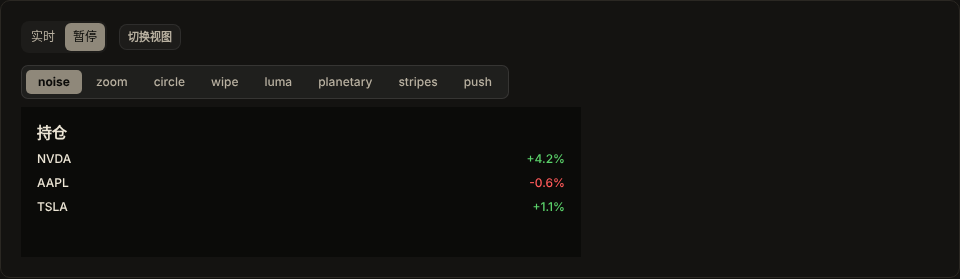 实时 暂停 切换视图
noise zoom circle wipe luma planetary stripes push
持仓
NVDA +4.2%
AAPL -0.6%
TSLA +1.1%